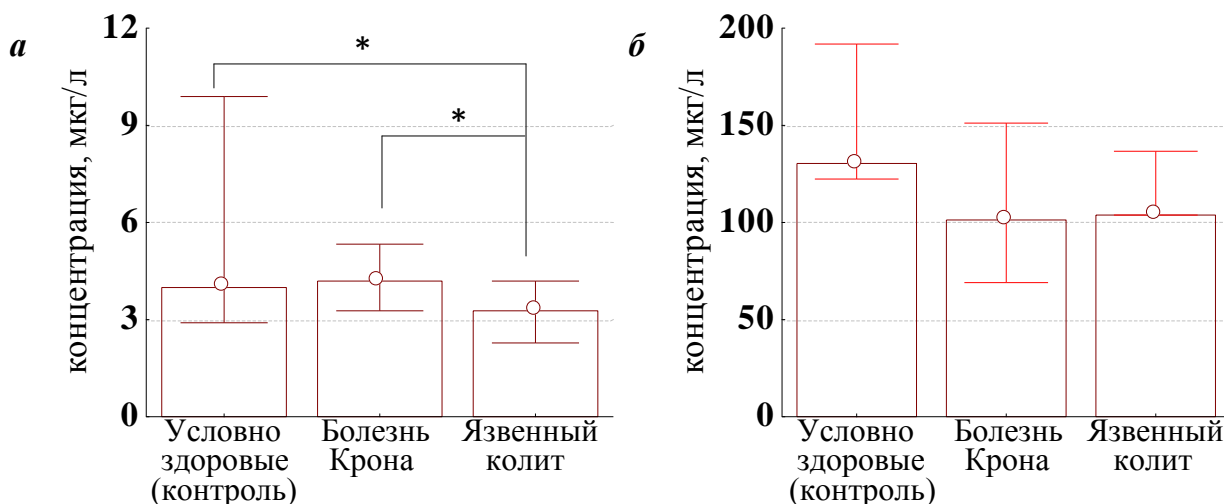 а
концентрация, мкг/л
12
9
6
3
0
*
*
Условно
здоровые
(контроль)
Болезнь
Крона
Язвенный
колит
б
концентрация, мкг/л
200
150
100
50
0
Условно
здоровые
(контроль)
Болезнь
Крона
Язвенный
колит